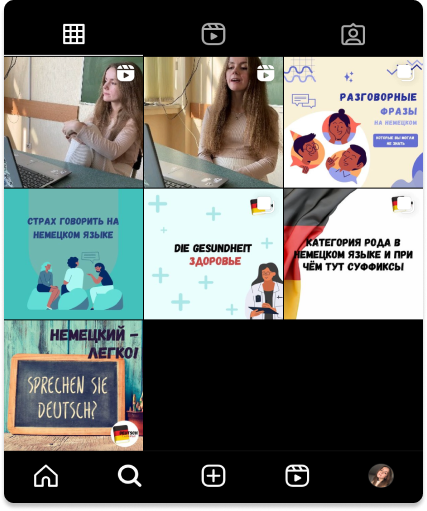 РАЗГОВОРНЫЕ
ФРАЗЫ
НА НЕМЕЦКОМ
КОТОРЫЕ ВЫ МОГЛИ
НЕ ЗНАТЬ
СТРАХ ГОВОРИТЬ НА
НЕМЕЦКОМ ЯЗЫКЕ
DIE GESUNDHEIT
ЗДОРОВЬЕ
КАТЕГОРИЯ РОДА В
НЕМЕЦКОМ ЯЗЫКЕ И ПРИ
ЧЁМ ТУТ СУФФИКСЫ
НЕМЕЦКИЙ –
ЛЕГКО!
SPRECHEN SIE
DEUTSCH?
DEUTSCH